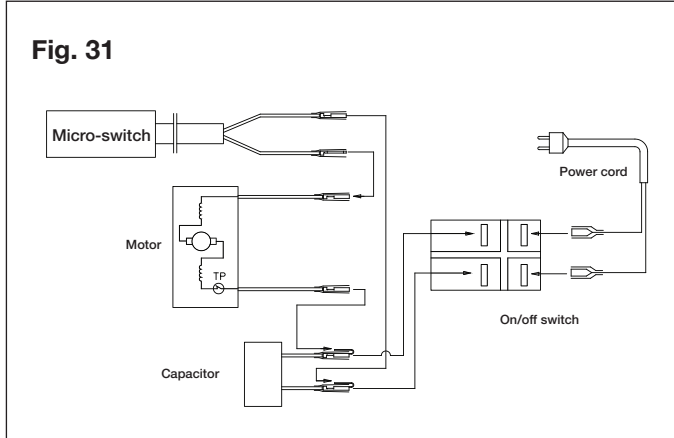 Fig. 31
Micro-switch
Power cord
Motor
TP
On/off switch
Capacitor